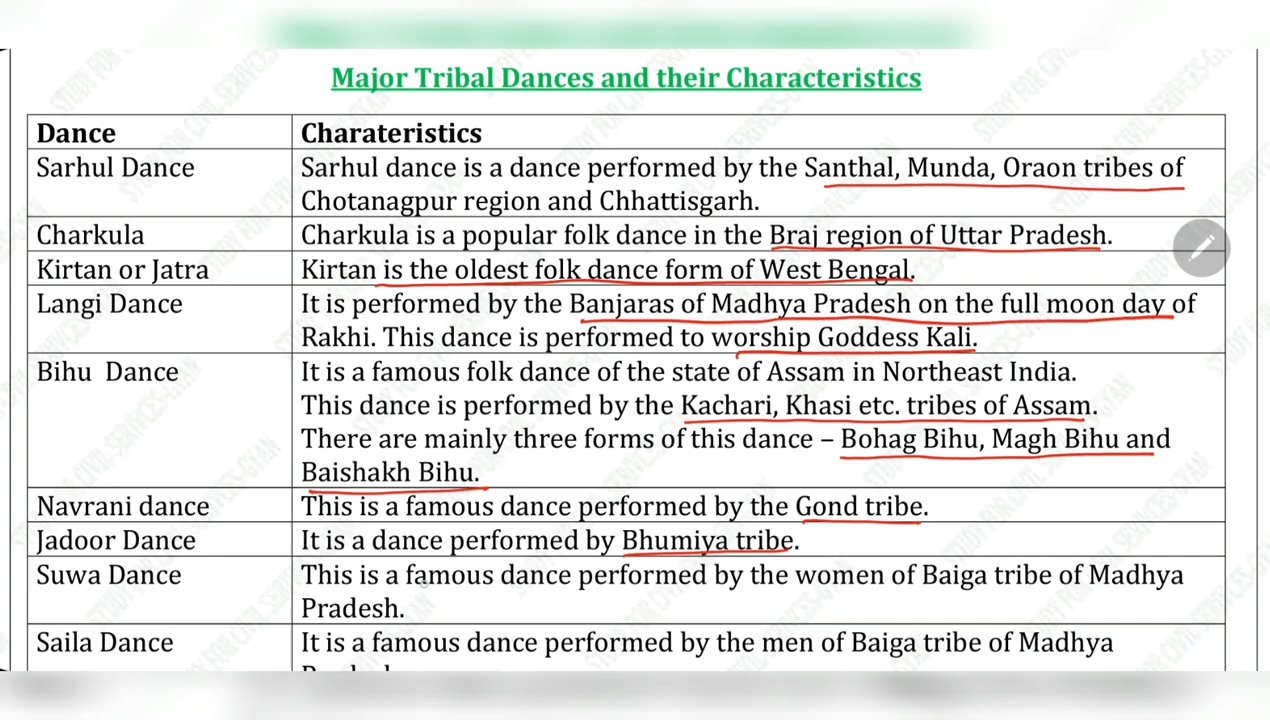 Major Tribal Dances and their Characteristics
Dance Charateristics
Sarhul Dance Sarhul dance is a dance performed by the Santhal, Munda, Oraon tribes of
Chotanagpur region and Chhattisgarh.
Charkula Charkula is a popular folk dance in the Braj region of Uttar Pradesh.
Kirtan or Jatra Kirtan is the oldest folk dance form of West Bengal.
Langi Dance It is performed by the Banjaras of Madhya Pradesh on the full moon day of
Rakhi. This dance is performed to worship Goddess Kali.
Bihu Dance It is a famous folk dance of the state of Assam in Northeast India.
This dance is performed by the Kachari, Khasi etc. tribes of Assam.
There are mainly three forms of this dance – Bohag Bihu, Magh Bihu and
Baishakh Bihu.
Navrani dance This is a famous dance performed by the Gond tribe.
Jadoor Dance It is a dance performed by Bhumiya tribe.
Suwa Dance This is a famous dance performed by the women of Baiga tribe of Madhya
Pradesh.
Saila Dance It is a famous dance performed by the men of Baiga tribe of Madhya